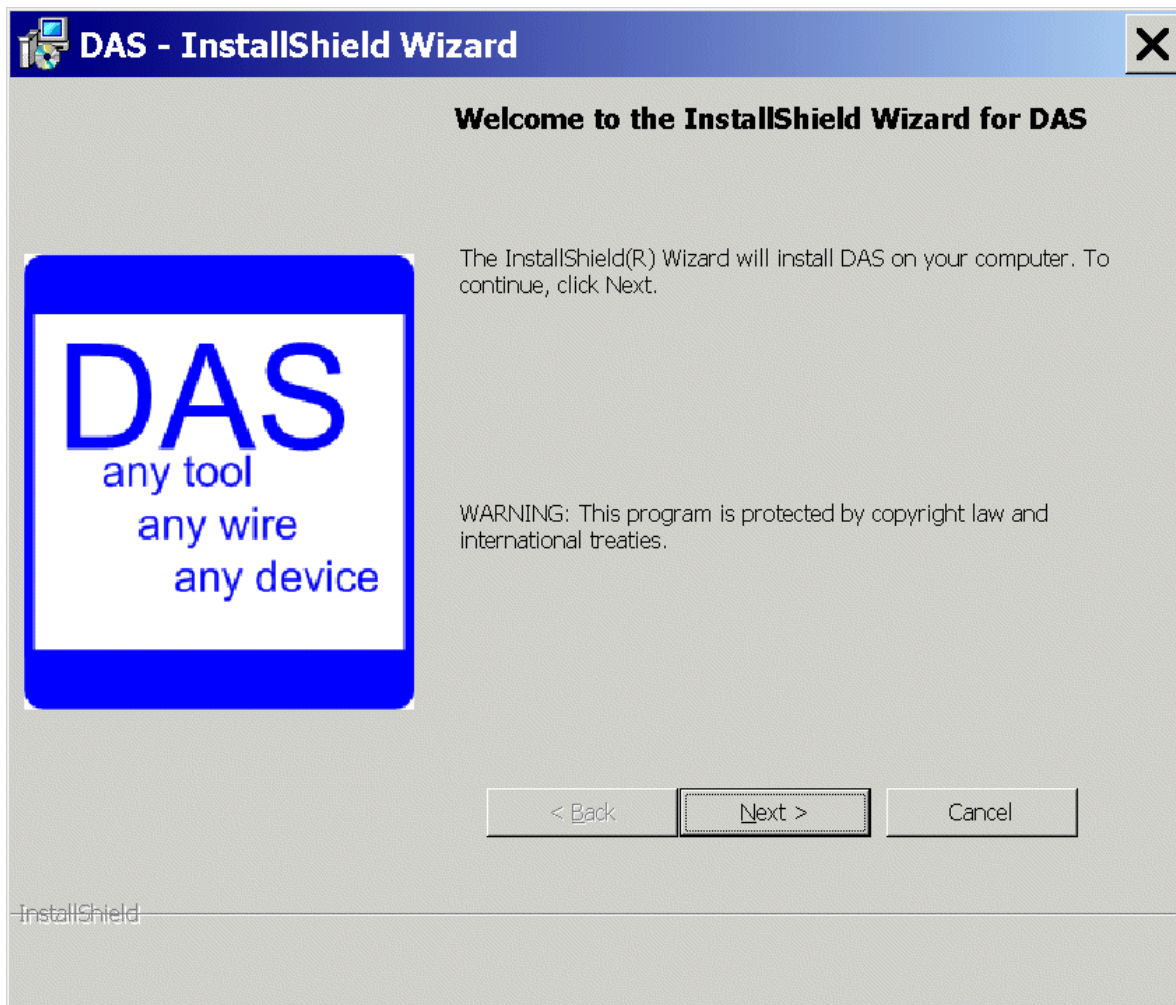 DAS - InstallShield Wizard
Welcome to the InstallShield Wizard for DAS
The InstallShield(R) Wizard will install DAS on your computer. To
continue, click Next.
DAS
any tool
any wire
any device
WARNING: This program is protected by copyright law and
international treaties.
< Back
Next >
Cancel
InstallShield